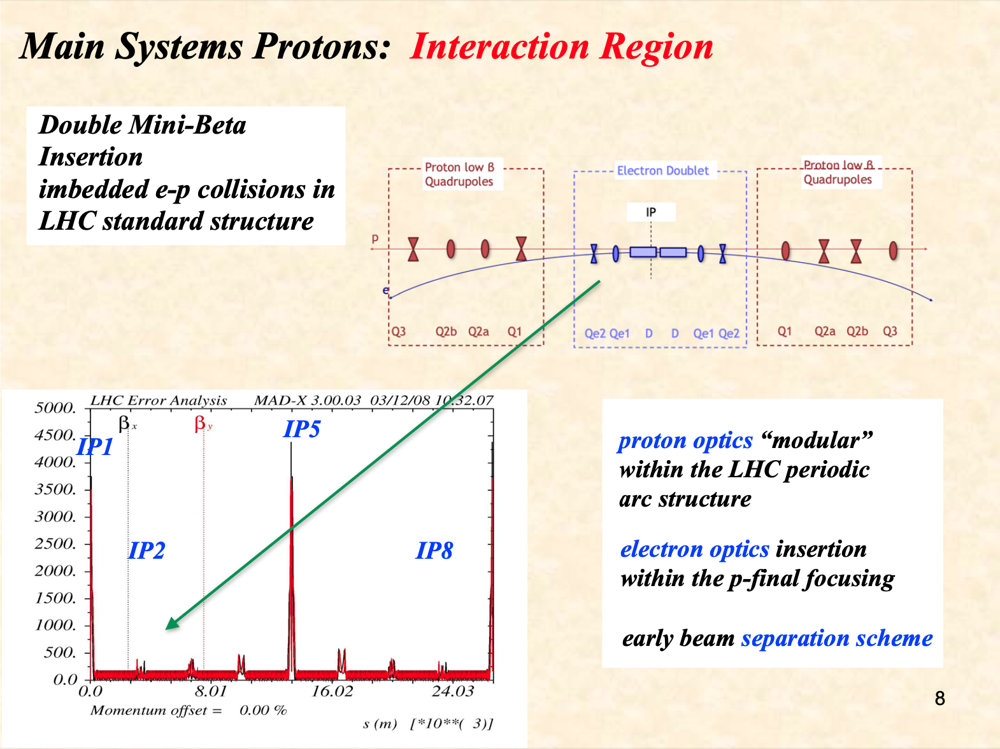 Main Systems Protons: Interaction Region
Double Mini-Beta
Insertion
imbedded e-p collisions in
LHC standard structure
Proton low ß
Quadrupoles
Electron Doublet
Proton low ß
Quadrupoles
IP
p
e
Q3 Q2b Q2a Q1
Qe2 Qe1 D D Qe1 Qe2
Q1 Q2a Q2b Q3
LHC Error Analysis MAD-X 3.00.03 03/12/08 10.32.07
5000.
4500.
4000.
3500.
3000.
2500.
2000.
1500.
1000.
500.
0.0
β x
β y
IP1
IP5
IP2
IP8
0.0 8.01 16.02 24.03
Momentum offset = 0.00 %
s (m) [*10**( 3)]
proton optics “modular”
within the LHC periodic
arc structure
electron optics insertion
within the p-final focusing
early beam separation scheme
8